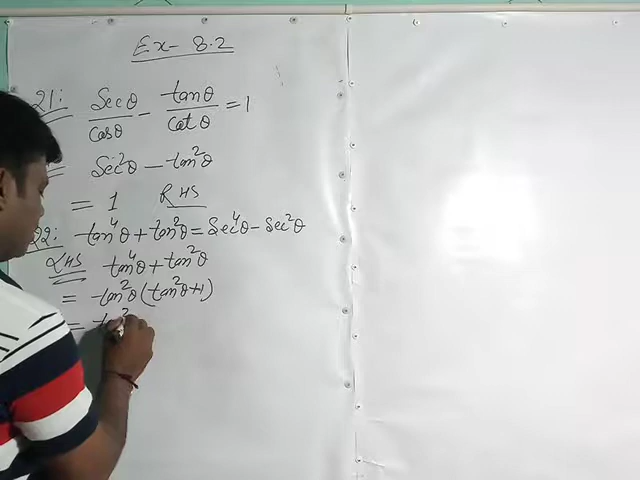 Ex- 8.2
21: Secθ/cosθ - tanθ/cotθ = 1
= Sec²θ - tan²θ
= 1 RHS
22: tan⁴θ + tan²θ = Sec⁴θ - Sec²θ
LHS tan⁴θ + tan²θ
= tan²θ (tan²θ+1)
= tan²